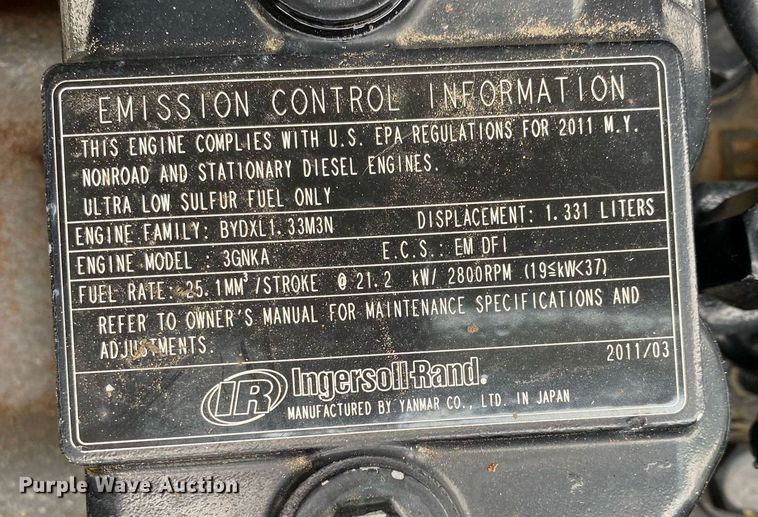 EMISSION CONTROL INFORMATION
THIS ENGINE COMPLIES WITH U.S. EPA REGULATIONS FOR 2011 M.Y.
NONROAD AND STATIONARY DIESEL ENGINES.
ULTRA LOW SULFUR FUEL ONLY
ENGINE FAMILY: BYDXL1.33M3N DISPLACEMENT: 1.331 LITERS
ENGINE MODEL : 3GNKA E.C.S.: EM DFI
FUEL RATE: 25.1MM³/STROKE @ 21.2 kW/ 2800RPM (19≦kW<37)
REFER TO OWNER'S MANUAL FOR MAINTENANCE SPECIFICATIONS AND
ADJUSTMENTS.
2011/03
IR Ingersoll-Rand.
MANUFACTURED BY YANMAR CO., LTD. IN JAPAN
Purple Wave Auction